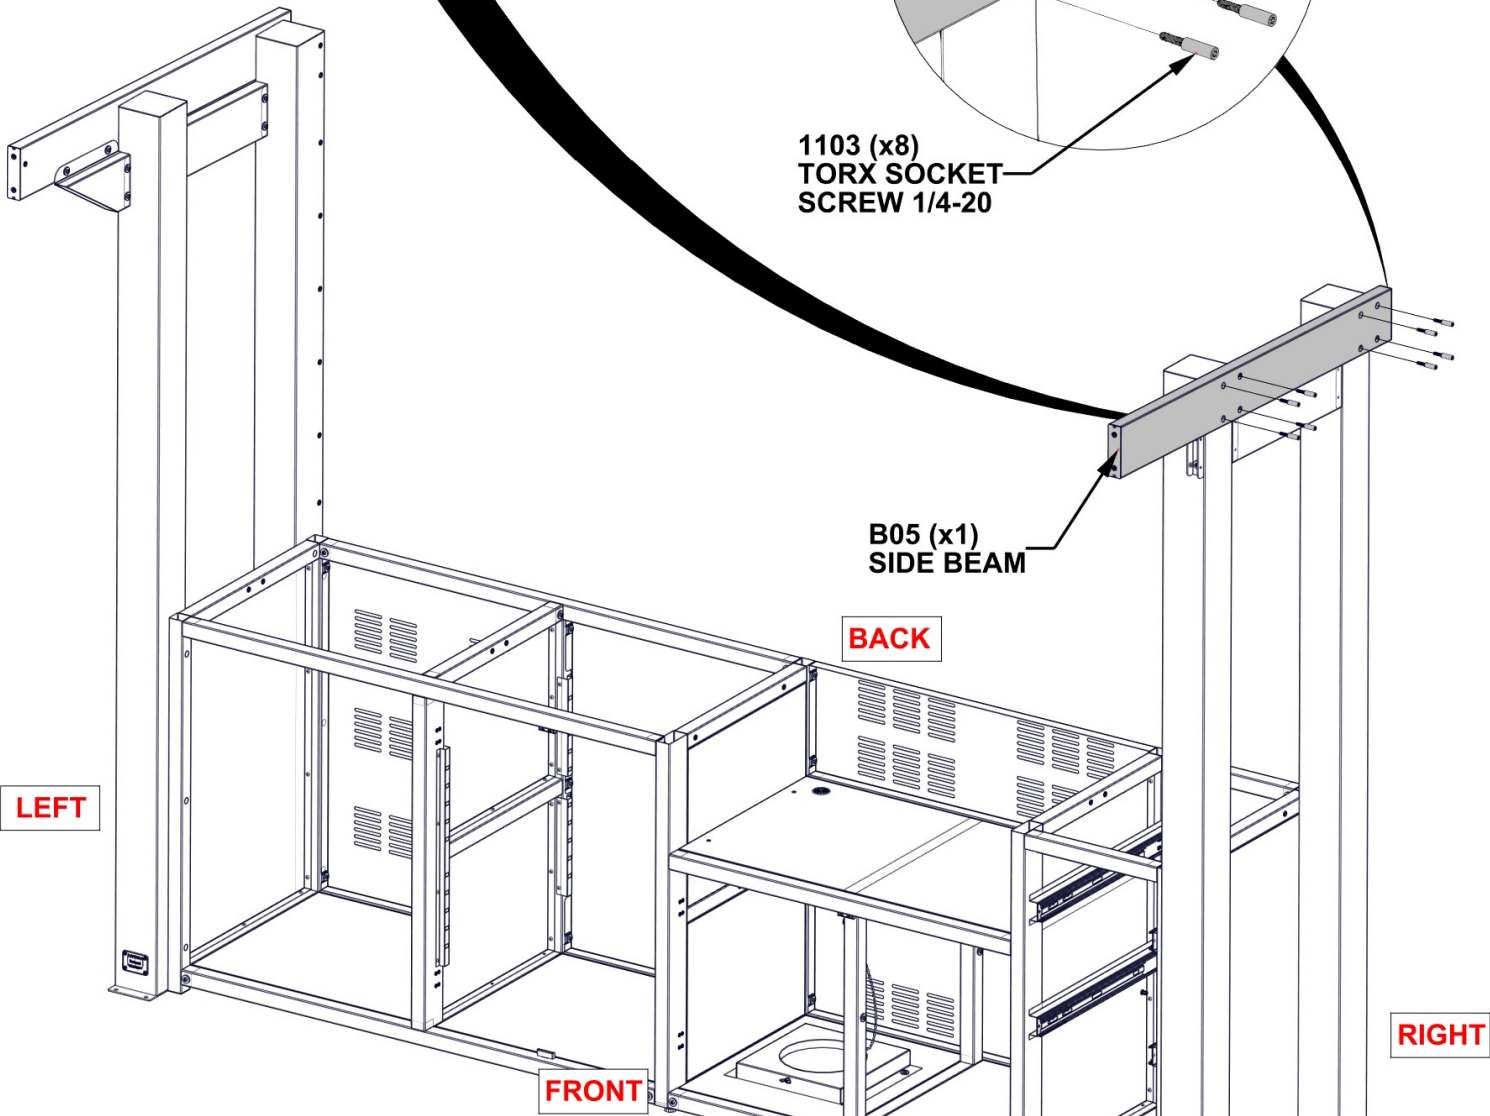 1103 (x8)
TORX SOCKET
SCREW 1/4-20
B05 (x1)
SIDE BEAM
BACK
LEFT
RIGHT
FRONT